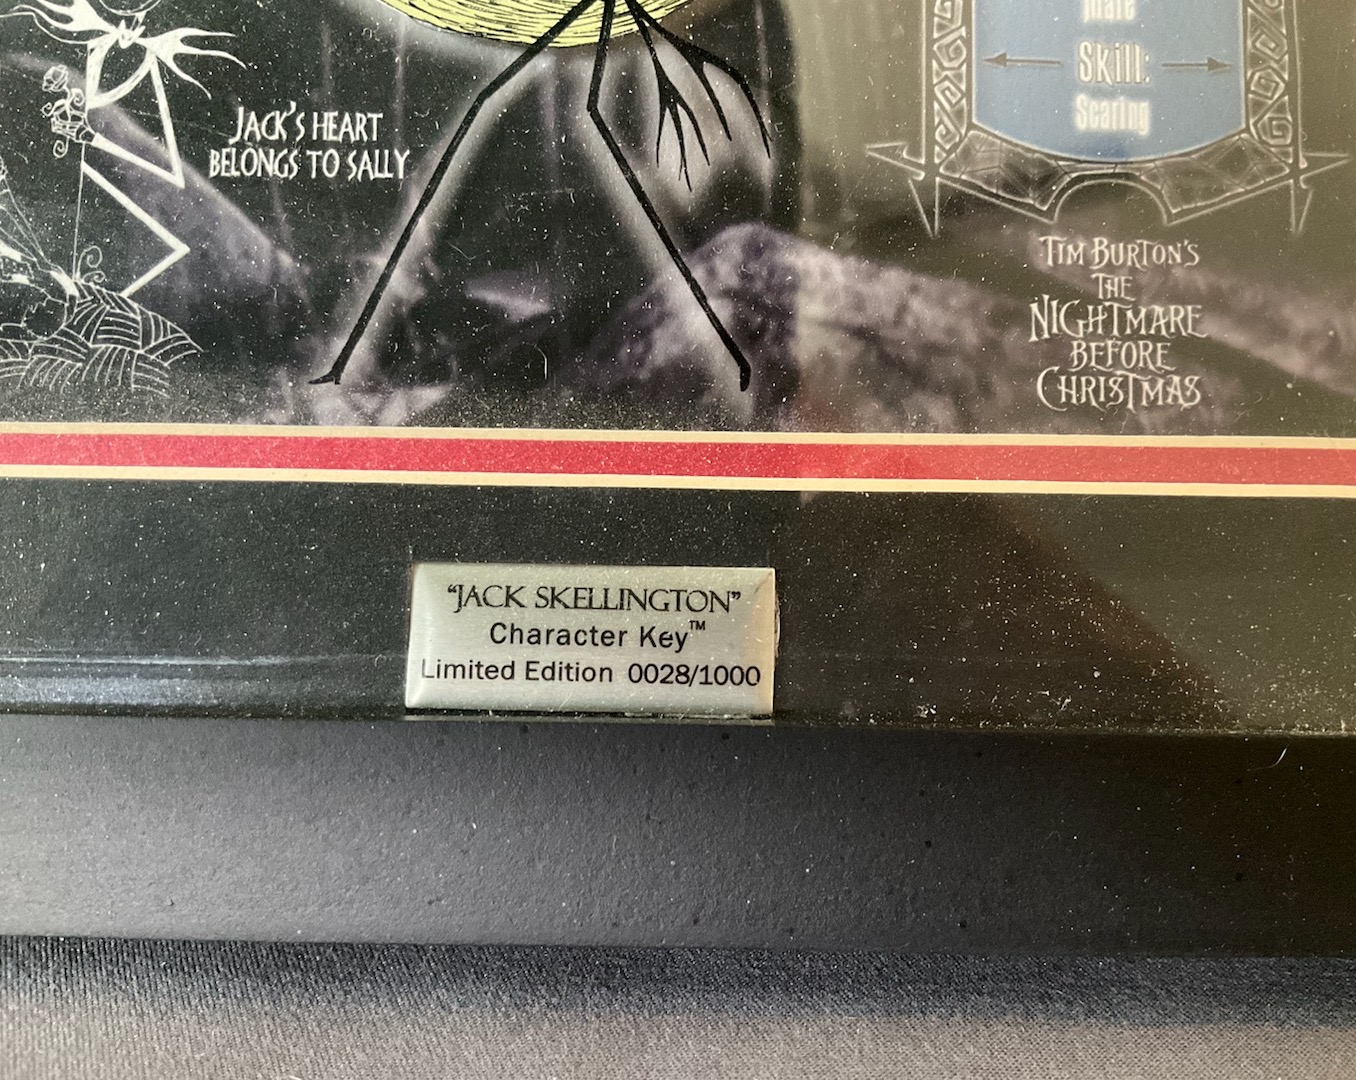 JACK'S HEART
BELONGS TO SALLY
Male
Skill:
Scaring
TIM BURTON'S
THE
NIGHTMARE
BEFORE
CHRISTMAS
"JACK SKELLINGTON"
Character Key™
Limited Edition 0028/1000